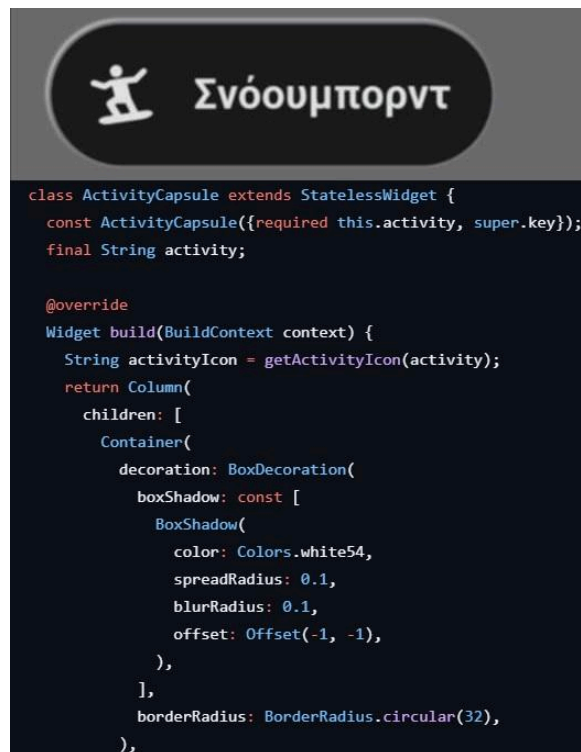 Σνόουμπορντ
class ActivityCapsule extends StatelessWidget {
const ActivityCapsule({required this.activity, super.key});
final String activity;
@override
Widget build(BuildContext context) {
String activityIcon = getActivityIcon(activity);
return Column(
children: [
Container(
decoration: BoxDecoration(
boxShadow: const [
BoxShadow(
color: Colors.white54,
spreadRadius: 0.1,
blurRadius: 0.1,
offset: Offset(-1, -1),
),
],
borderRadius: BorderRadius.circular(32),
),